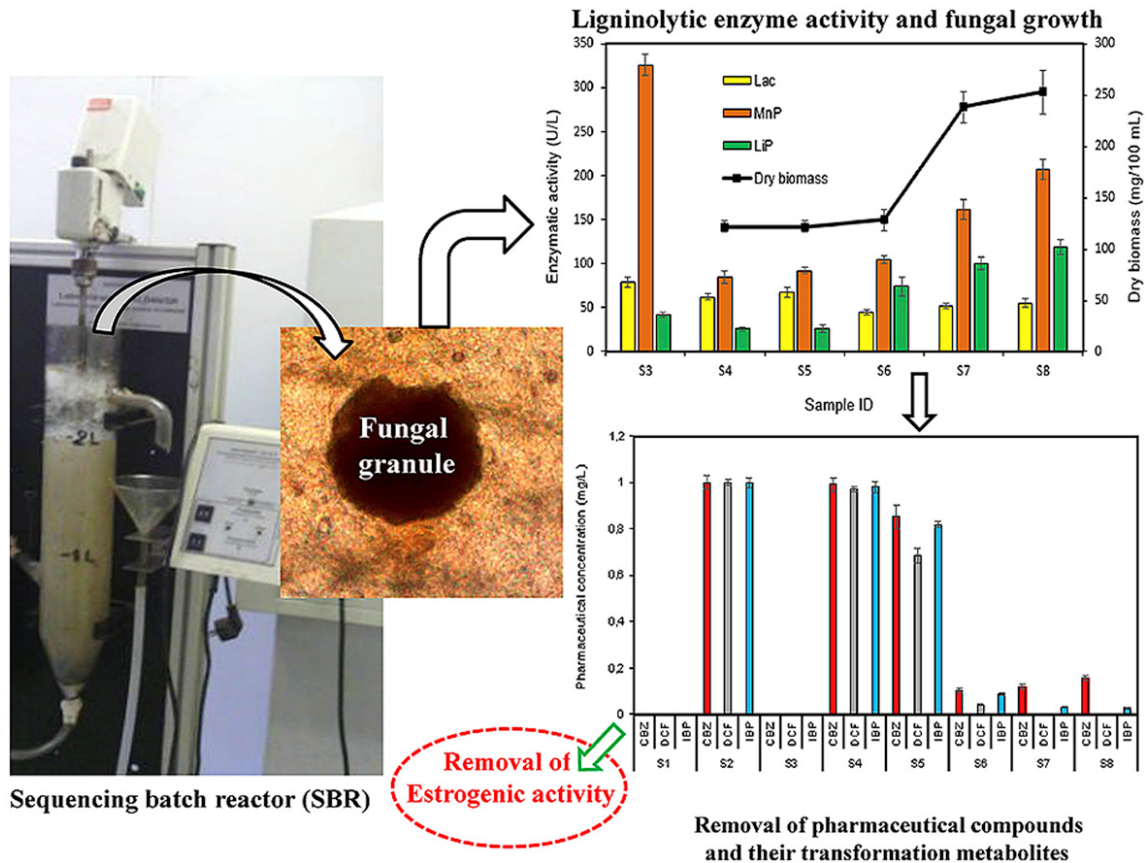 Ligninolytic enzyme activity and fungal growth
350
300
250
200
150
100
50
0
Enzymatic activity (U/L)
Lac
MnP
LiP
Dry biomass
300
250
200
150
100
50
0
Dry biomass (mg/100 mL)
S3 S4 S5 S6 S7 S8
Sample ID
-2L
-1L
Fungal
granule
Sequencing batch reactor (SBR)
1,2
1
0,8
0,6
0,4
0,2
0
Pharmaceutical concentration (mg/L)
CBZ DCF IBP CBZ DCF IBP CBZ DCF IBP CBZ DCF IBP CBZ DCF IBP CBZ DCF IBP CBZ DCF IBP CBZ DCF IBP
S1 S2 S3 S4 S5 S6 S7 S8
Removal of
Estrogenic activity
Removal of pharmaceutical compounds
and their transformation metabolites